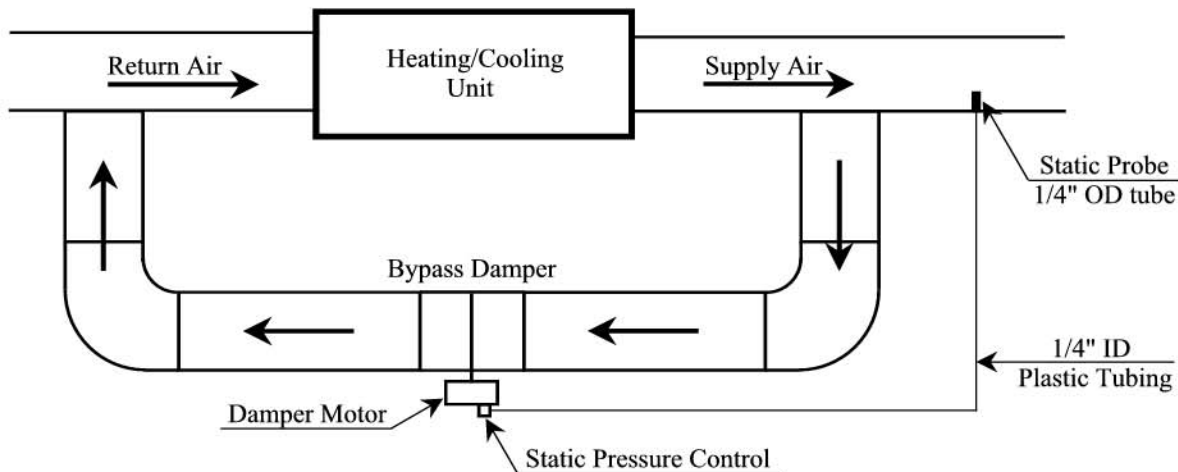 Return Air
Heating/Cooling
Unit
Supply Air
Static Probe
1/4" OD tube
Bypass Damper
1/4" ID
Plastic Tubing
Damper Motor
Static Pressure Control